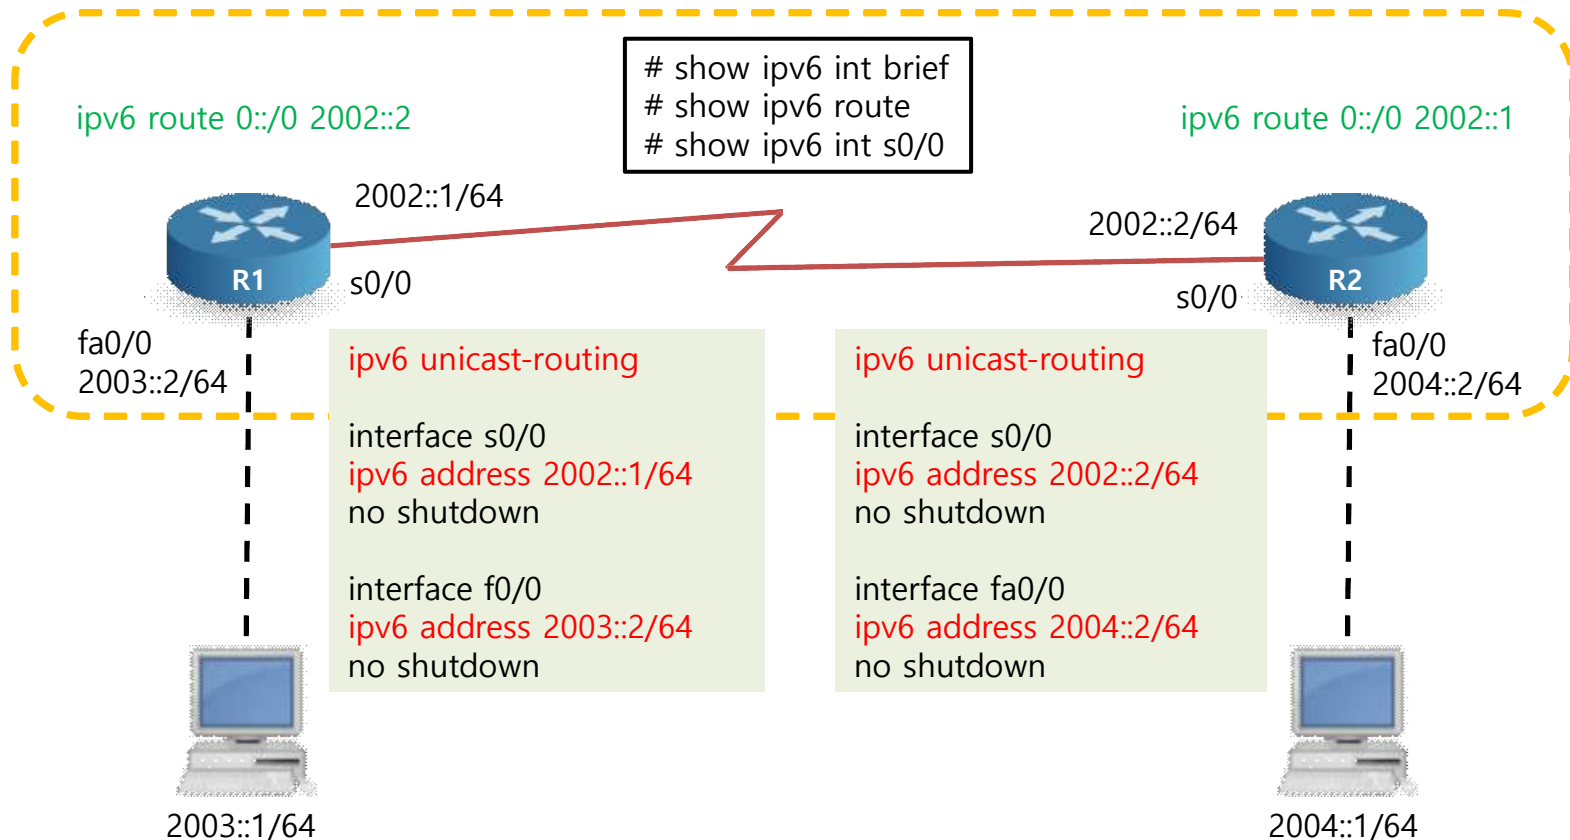 # show ipv6 int brief
# show ipv6 route
# show ipv6 int s0/0
ipv6 route 0::/0 2002::2
ipv6 route 0::/0 2002::1
2002::1/64
2002::2/64
R1
s0/0
R2
s0/0
fa0/0
2003::2/64
fa0/0
2004::2/64
ipv6 unicast-routing
interface s0/0
ipv6 address 2002::1/64
no shutdown
interface f0/0
ipv6 address 2003::2/64
no shutdown
ipv6 unicast-routing
interface s0/0
ipv6 address 2002::2/64
no shutdown
interface fa0/0
ipv6 address 2004::2/64
no shutdown
2003::1/64
2004::1/64